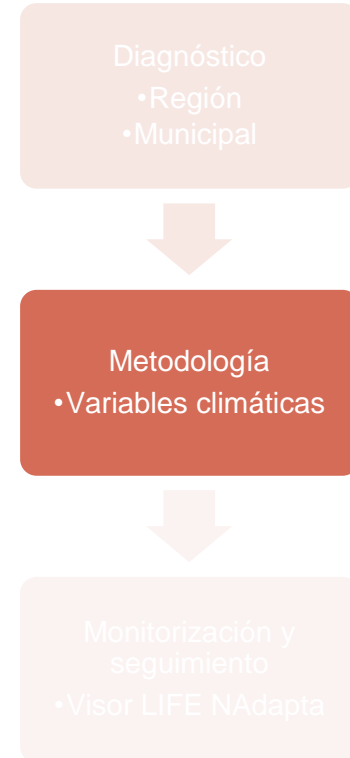 Diagnóstico
•Región
•Municipal
Metodología
•Variables climáticas
Monitorización y
seguimiento
•Visor LIFE NAdapta